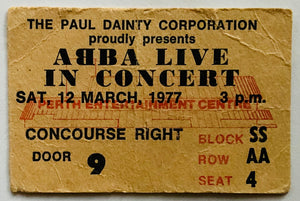 THE PAUL DAINTY CORPORATION
proudly presents
ABBA LIVE
IN CONCERT
SAT. 12 MARCH 1977 3 p.m.
PERTH ENTERTAINMENT CENTRE
CONCOURSE RIGHT
BLOCK SS
DOOR 9
ROW AA
SEAT 4